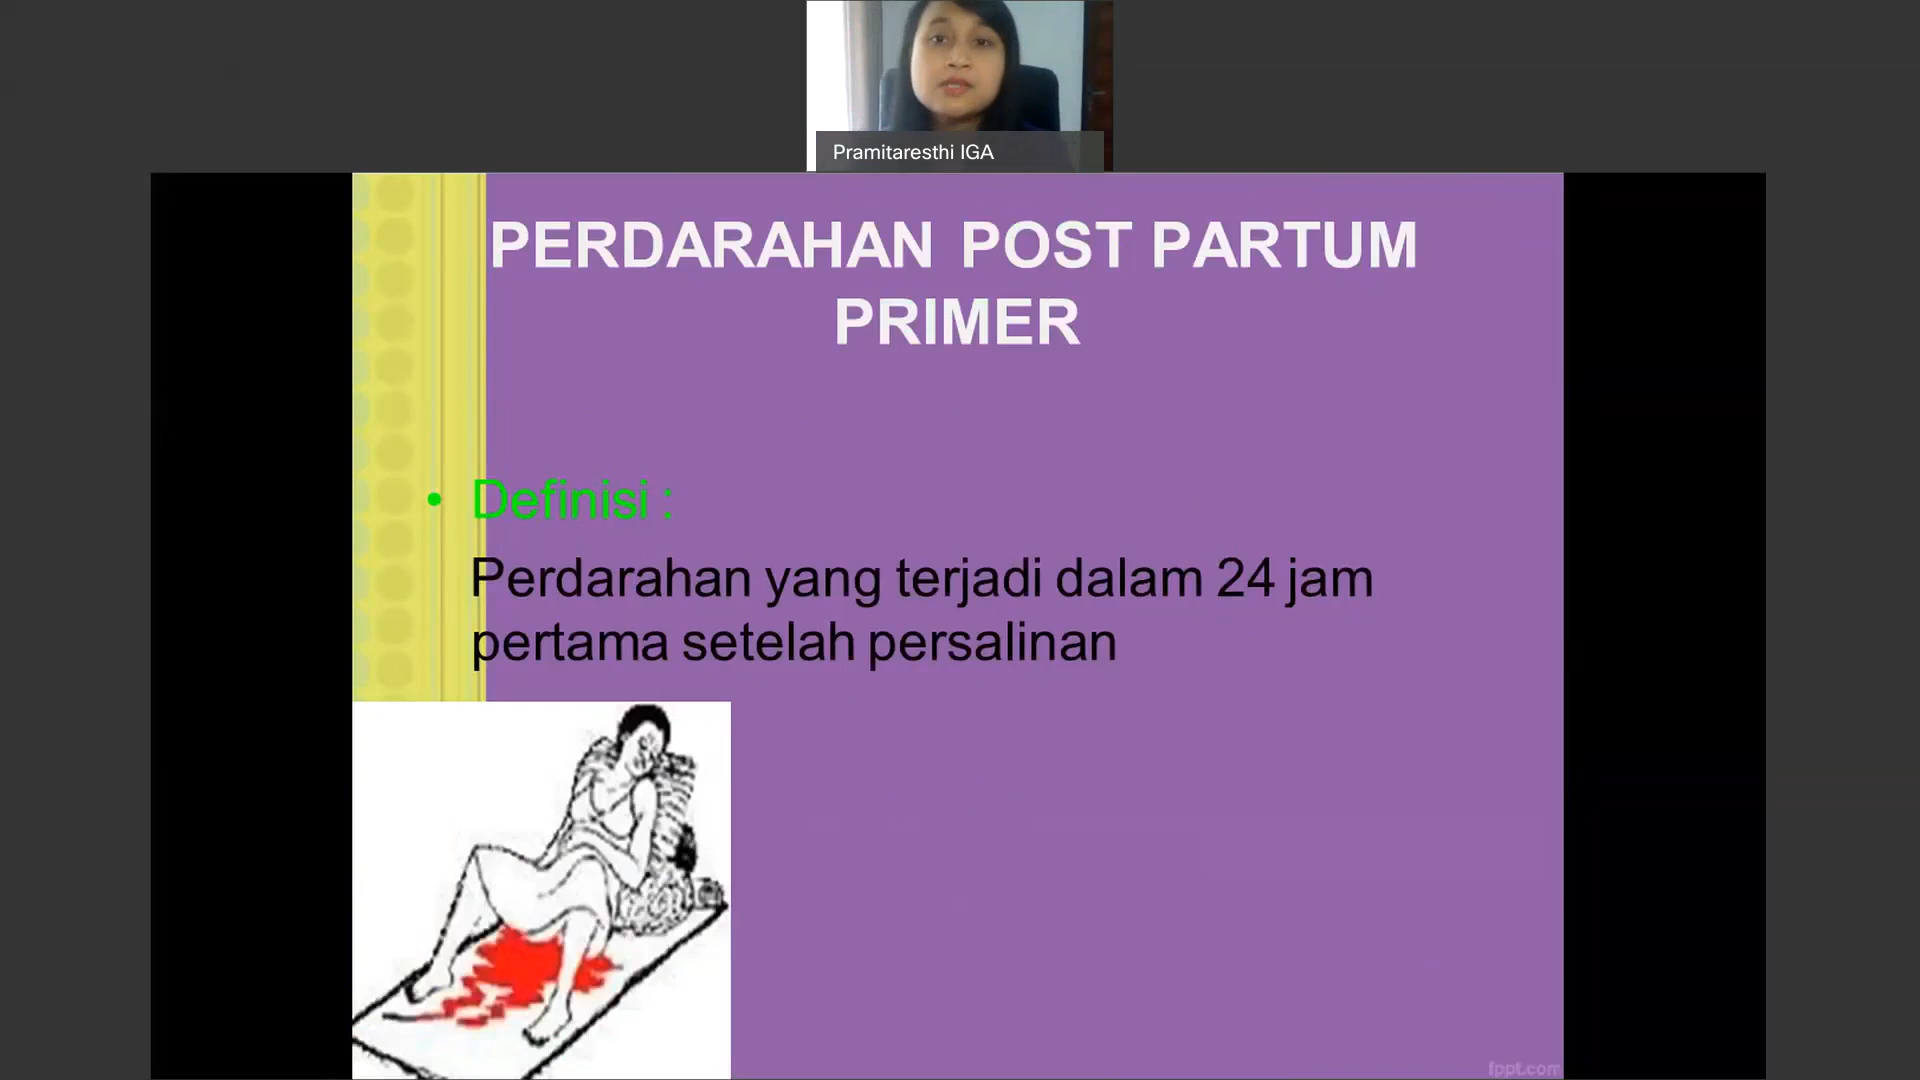 Pramitaresthi IGA
PERDARAHAN POST PARTUM
PRIMER
• Definisi :
Perdarahan yang terjadi dalam 24 jam
pertama setelah persalinan
fppt.com